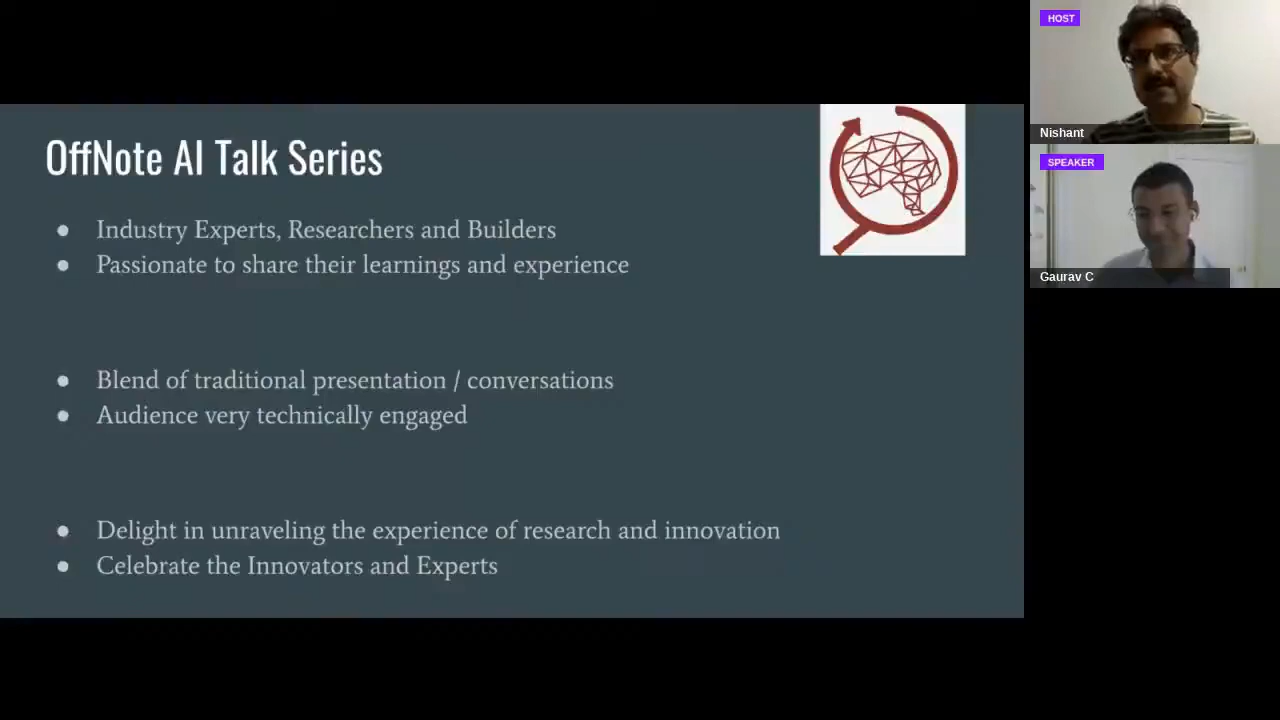 OffNote AI Talk Series
● Industry Experts, Researchers and Builders
● Passionate to share their learnings and experience
● Blend of traditional presentation / conversations
● Audience very technically engaged
● Delight in unraveling the experience of research and innovation
● Celebrate the Innovators and Experts
HOST
Nishant
SPEAKER
Gaurav C